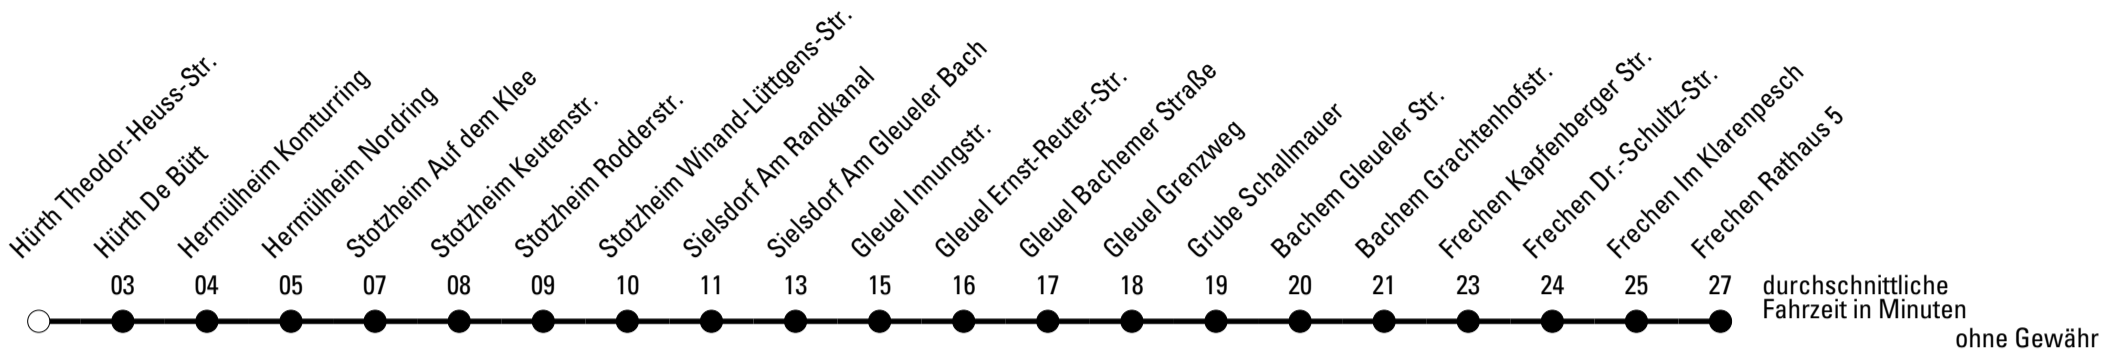 Hürth Theodor-Heuss-Str.
Hürth De Bütt
Hermülheim Komturring
Hermülheim Nordring
Stotzheim Auf dem Klee
Stotzheim Keutenstr.
Stotzheim Rodderstr.
Stotzheim Winand-Lüttgens-Str.
Sielsdorf Am Randkanal
Sielsdorf Am Gleueler Bach
Gleuel Innungstr.
Gleuel Ernst-Reuter-Str.
Gleuel Bachemer Straße
Gleuel Grenzweg
Grube Schallmauer
Bachem Gleueler Str.
Bachem Grachtenhofstr.
Frechen Kapfenberger Str.
Frechen Dr.-Schultz-Str.
Frechen Im Klarenpesch
Frechen Rathaus 5
03 04 05 07 08 09 10 11 13 15 16 17 18 19 20 21 23 24 25 27
durchschnittliche
Fahrzeit in Minuten
ohne Gewähr